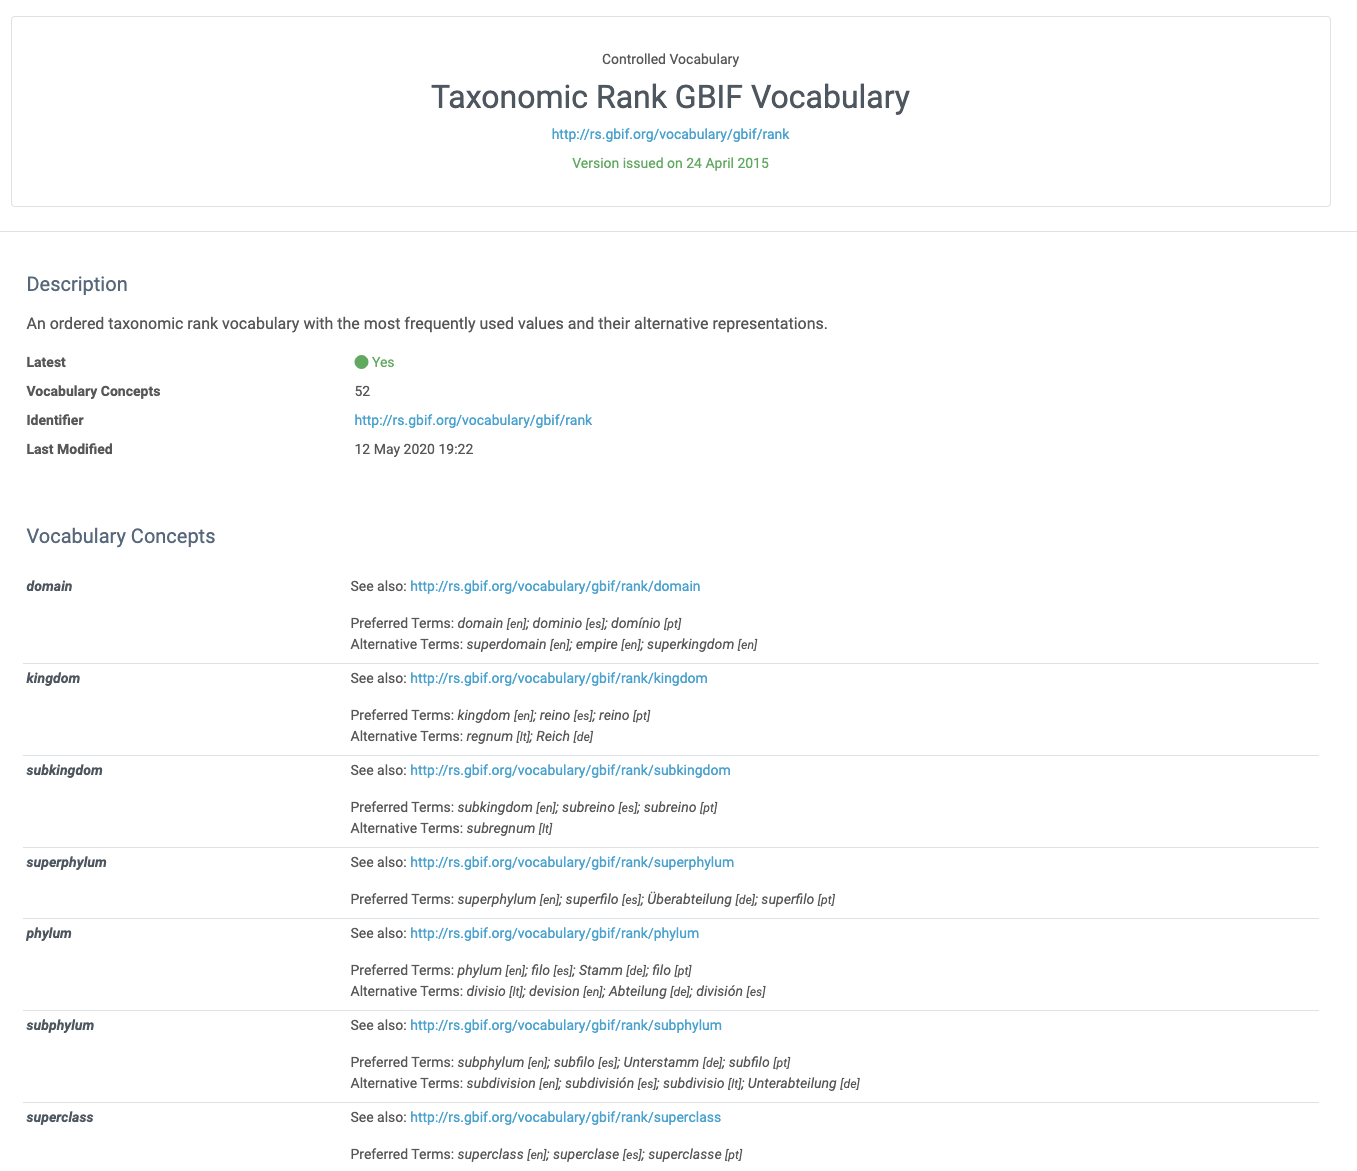 Controlled Vocabulary
Taxonomic Rank GBIF Vocabulary
http://rs.gbif.org/vocabulary/gbif/rank
Version issued on 24 April 2015
Description
An ordered taxonomic rank vocabulary with the most frequently used values and their alternative representations.
Latest Yes
Vocabulary Concepts 52
Identifier http://rs.gbif.org/vocabulary/gbif/rank
Last Modified 12 May 2020 19:22
Vocabulary Concepts
domain See also: http://rs.gbif.org/vocabulary/gbif/rank/domain
Preferred Terms: domain [en]; dominio [es]; domínio [pt]
Alternative Terms: superdomain [en]; empire [en]; superkingdom [en]
kingdom See also: http://rs.gbif.org/vocabulary/gbif/rank/kingdom
Preferred Terms: kingdom [en]; reino [es]; reino [pt]
Alternative Terms: regnum [lt]; Reich [de]
subkingdom See also: http://rs.gbif.org/vocabulary/gbif/rank/subkingdom
Preferred Terms: subkingdom [en]; subreino [es]; subreino [pt]
Alternative Terms: subregnum [lt]
superphylum See also: http://rs.gbif.org/vocabulary/gbif/rank/superphylum
Preferred Terms: superphylum [en]; superfilo [es]; Überabteilung [de]; superfilo [pt]
phylum See also: http://rs.gbif.org/vocabulary/gbif/rank/phylum
Preferred Terms: phylum [en]; filo [es]; Stamm [de]; filo [pt]
Alternative Terms: divisio [lt]; devision [en]; Abteilung [de]; división [es]
subphylum See also: http://rs.gbif.org/vocabulary/gbif/rank/subphylum
Preferred Terms: subphylum [en]; subfilo [es]; Unterstamm [de]; subfilo [pt]
Alternative Terms: subdivision [en]; subdivisión [es]; subdivisio [lt]; Unterabteilung [de]
superclass See also: http://rs.gbif.org/vocabulary/gbif/rank/superclass
Preferred Terms: superclass [en]; superclase [es]; superclasse [pt]